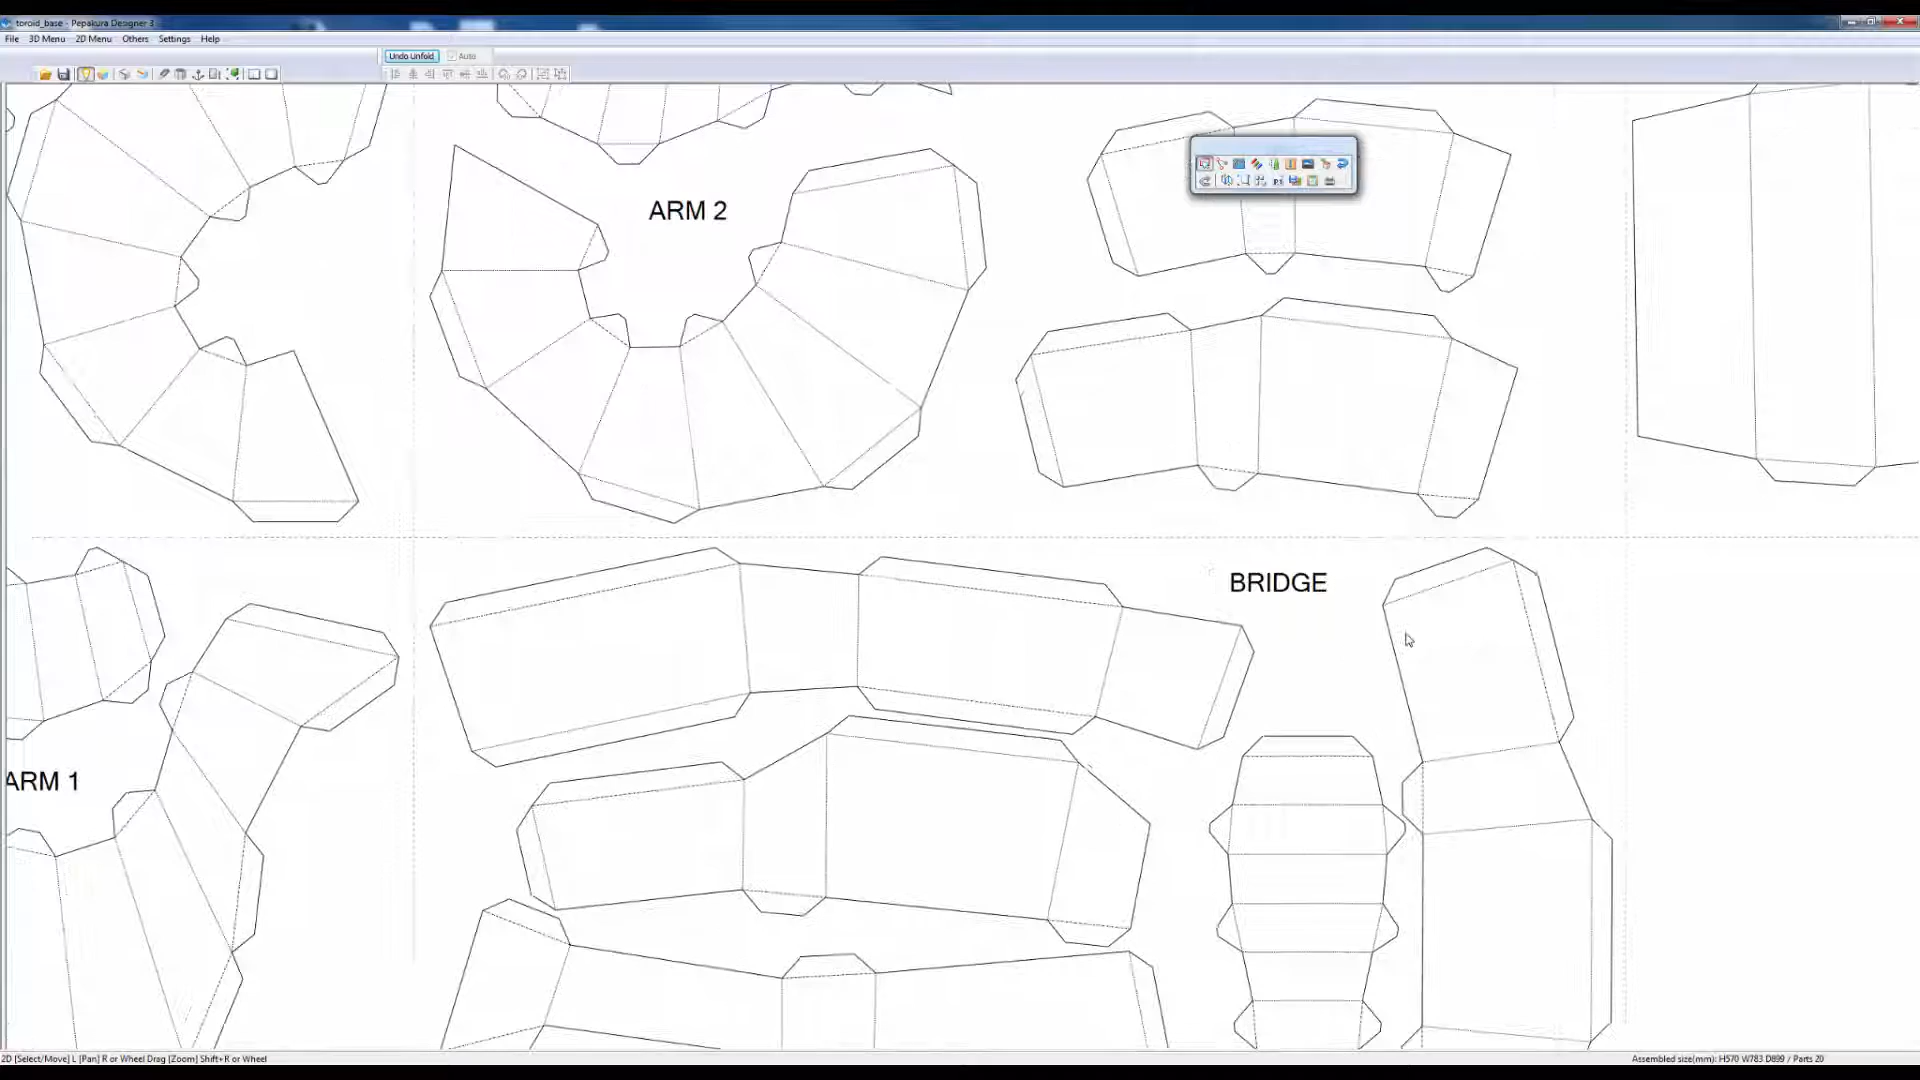 toroid_base - Pepakura Designer 3
File 3D Menu 2D Menu Others Settings Help
Undo Unfold Auto
ARM 2
BRIDGE
ARM 1
2D [Select/Move] L [Pan] R or Wheel Drag [Zoom] Shift+R or Wheel
Assembled size(mm): H570 W783 D899 / Parts 20